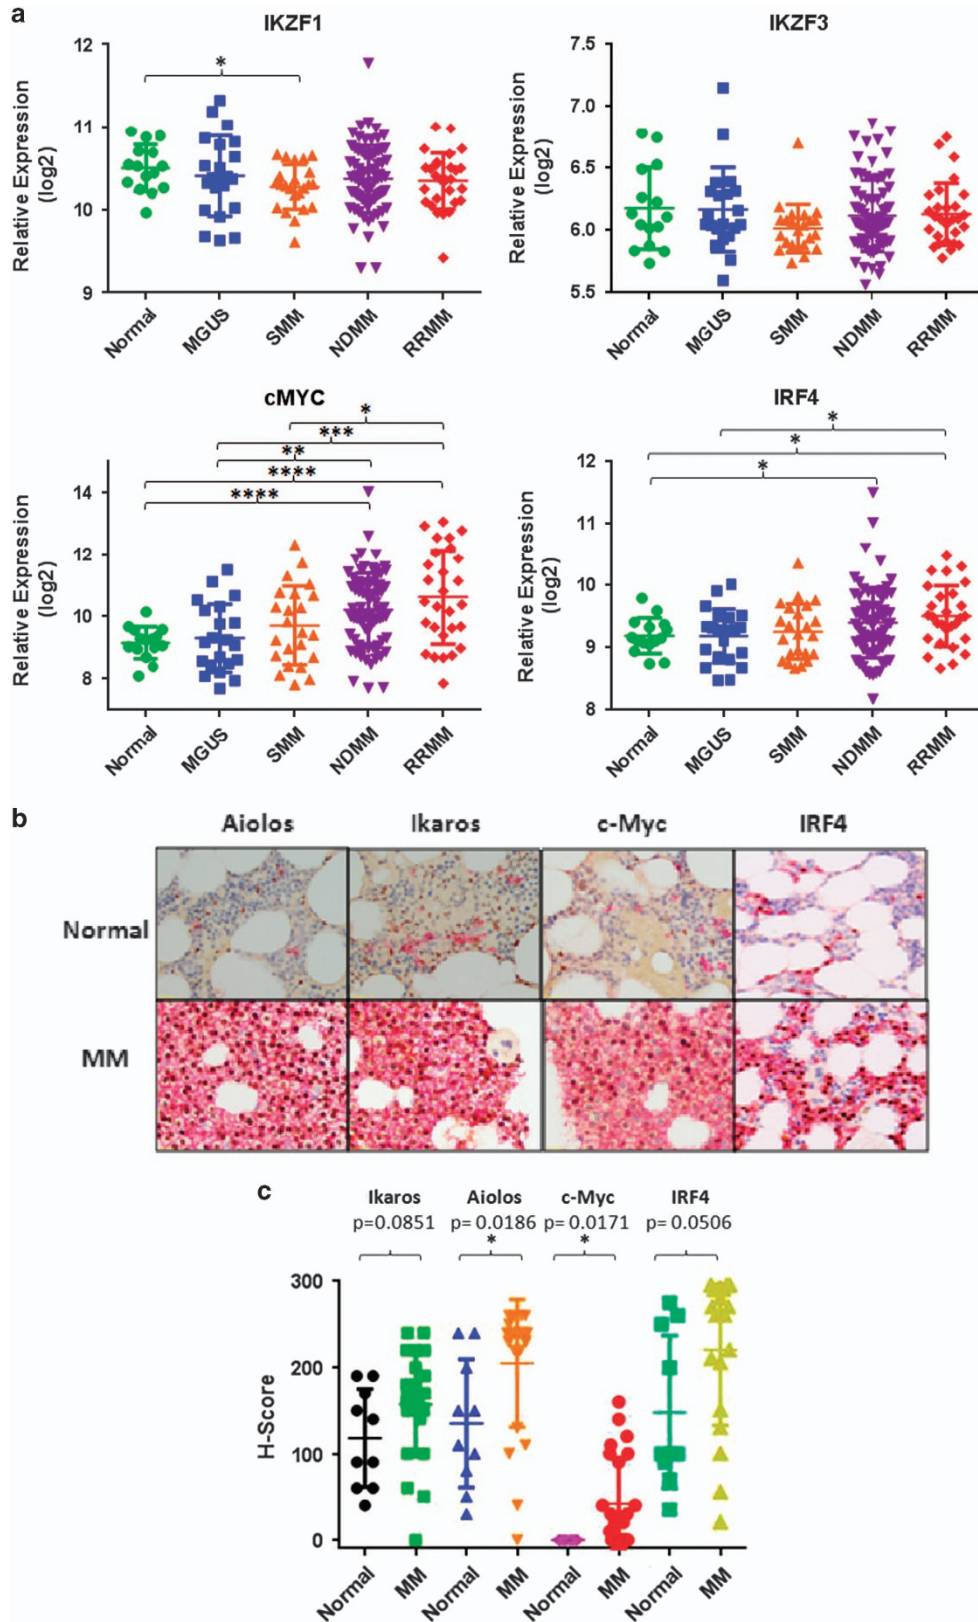 a
IKZF1
IKZF3
Relative Expression
(log2)
12
*
11
10
9
Normal
MGUS
SMM
NDMM
RRMM
Relative Expression
(log2)
7.5
7.0
6.5
6.0
5.5
Normal
MGUS
SMM
NDMM
RRMM
cMYC
IRF4
*
***
**
****
****
Relative Expression
(log2)
14
12
10
8
Normal
MGUS
SMM
NDMM
RRMM
*
*
*
Relative Expression
(log2)
12
11
10
9
8
Normal
MGUS
SMM
NDMM
RRMM
b
Aiolos Ikaros c-Myc IRF4
Normal
MM
c
Ikaros Aiolos c-Myc IRF4
p=0.0851 p= 0.0186 p= 0.0171 p= 0.0506
* *
H-Score
300
200
100
0
Normal
MM
Normal
MM
Normal
MM
Normal
MM